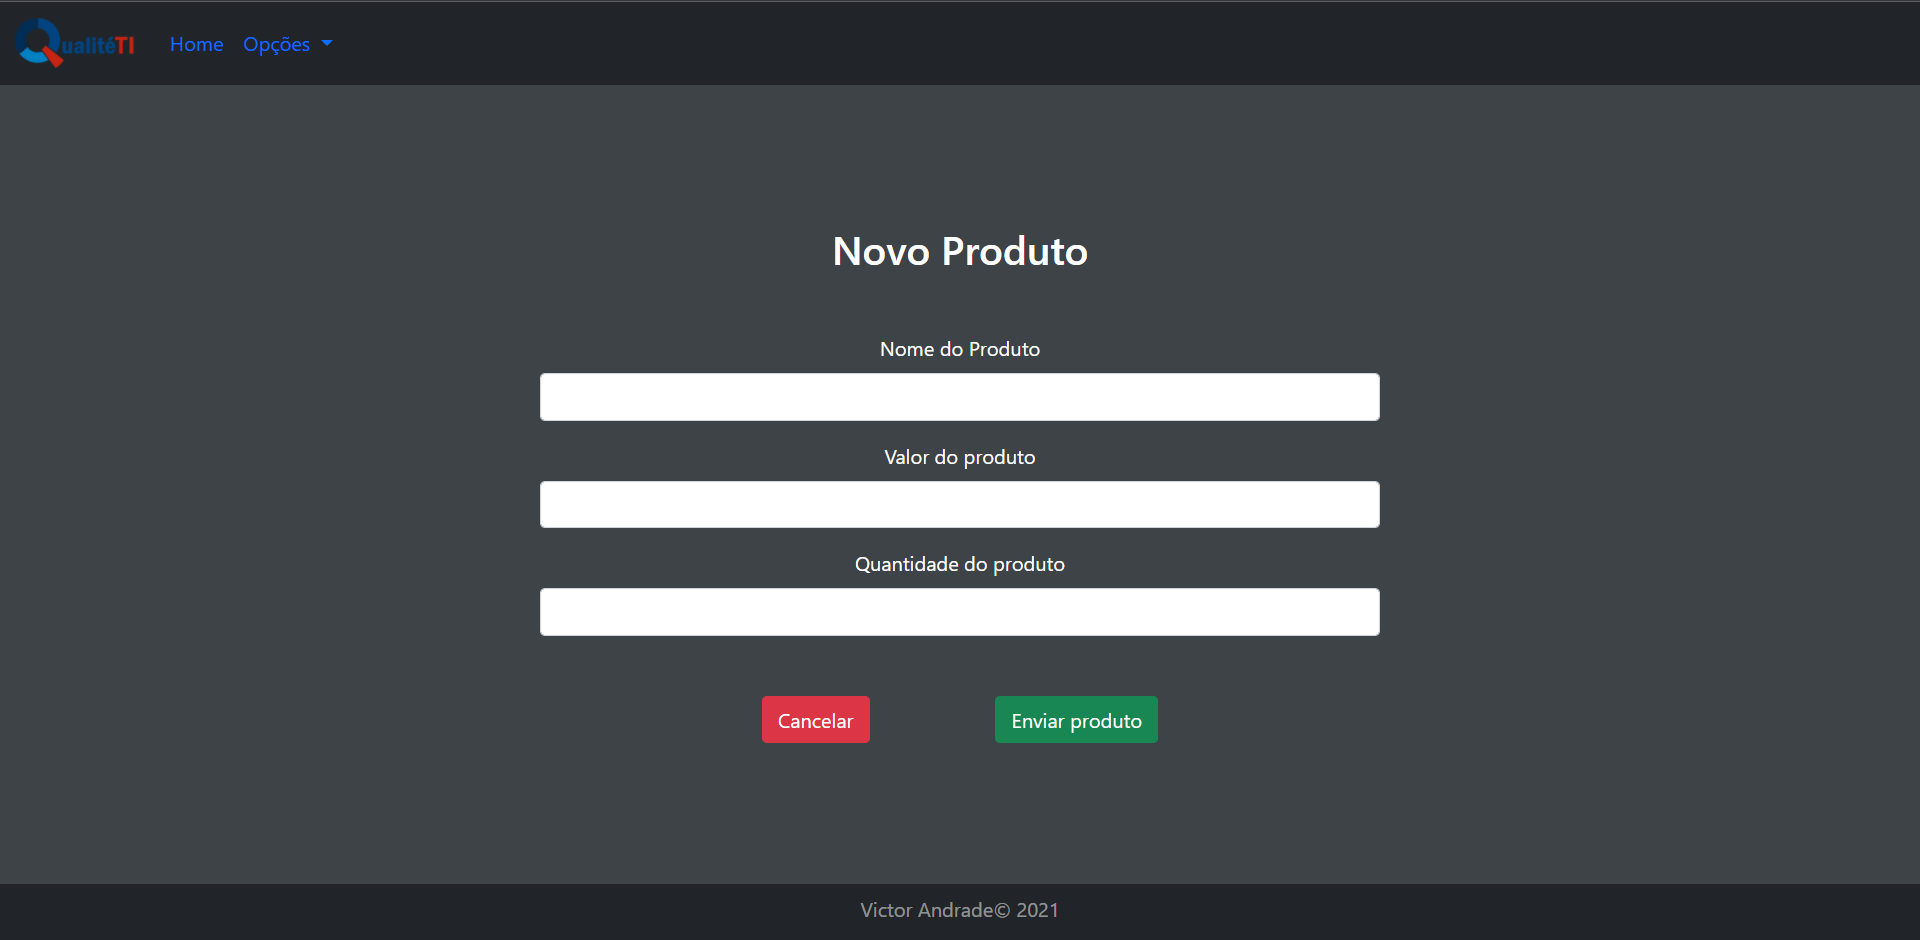 QualitéTI
Home Opções
Novo Produto
Nome do Produto
Valor do produto
Quantidade do produto
Cancelar Enviar produto
Victor Andrade© 2021